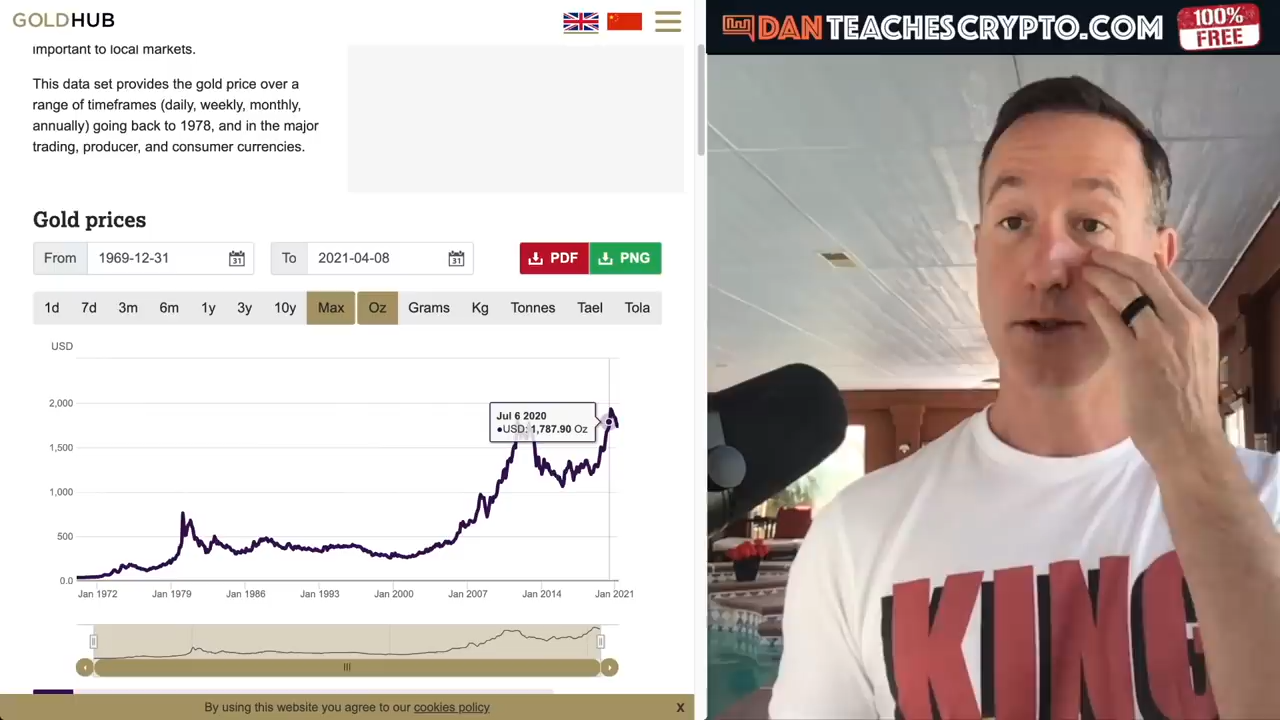 GOLDHUB
important to local markets.
This data set provides the gold price over a
range of timeframes (daily, weekly, monthly,
annually) going back to 1978, and in the major
trading, producer, and consumer currencies.
Gold prices
From 1969-12-31 31 To 2021-04-08 31 PDF PNG
1d 7d 3m 6m 1y 3y 10y Max Oz Grams Kg Tonnes Tael Tola
USD
2,000
Jul 6 2020
●USD: 1,787.90 Oz
1,500
1,000
500
0.0
Jan 1972 Jan 1979 Jan 1986 Jan 1993 Jan 2000 Jan 2007 Jan 2014 Jan 2021
By using this website you agree to our cookies policy X
DANTEACHESCRYPTO.COM
100%
FREE
KING